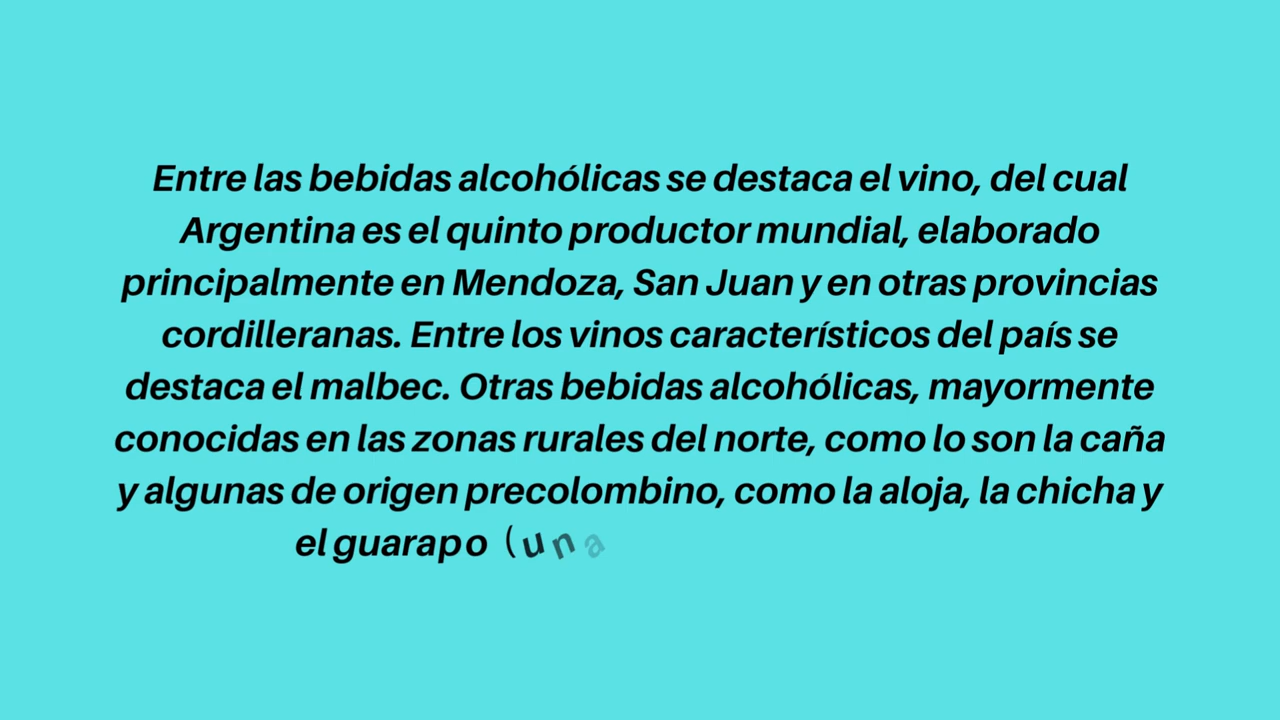 Entre las bebidas alcohólicas se destaca el vino, del cual
Argentina es el quinto productor mundial, elaborado
principalmente en Mendoza, San Juan y en otras provincias
cordilleranas. Entre los vinos característicos del país se
destaca el malbec. Otras bebidas alcohólicas, mayormente
conocidas en las zonas rurales del norte, como lo son la caña
y algunas de origen precolombino, como la aloja, la chicha y
el guarapo (una